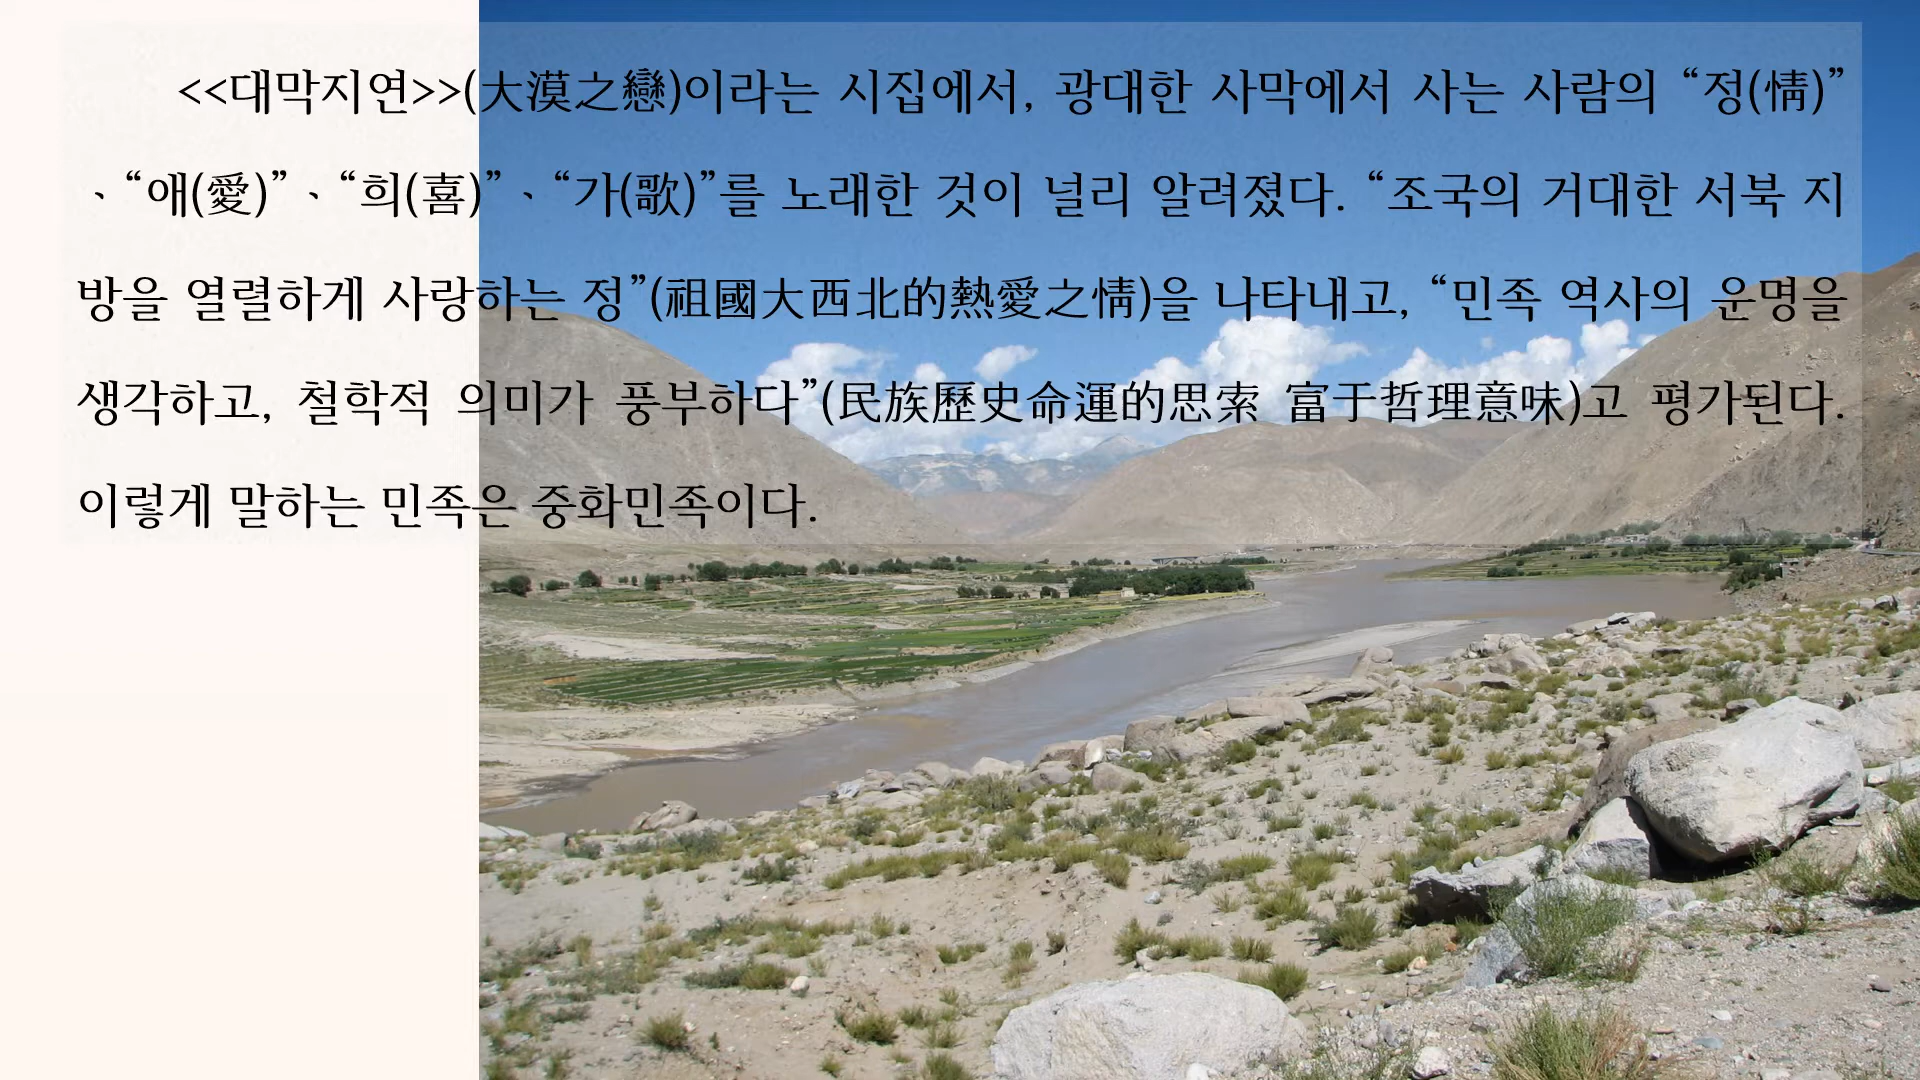 <<대막지연>>(大漠之戀)이라는 시집에서, 광대한 사막에서 사는 사람의 “정(情)”
、“애(愛)”、“희(喜)”、“가(歌)”를 노래한 것이 널리 알려졌다. “조국의 거대한 서북 지
방을 열렬하게 사랑하는 정”(祖國大西北的熱愛之情)을 나타내고, “민족 역사의 운명을
생각하고, 철학적 의미가 풍부하다”(民族歷史命運的思索 富于哲理意味)고 평가된다.
이렇게 말하는 민족은 중화민족이다.